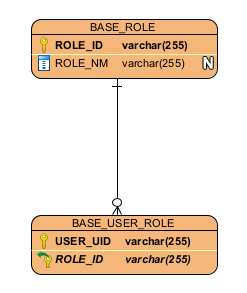 BASE_ROLE
ROLE_ID varchar(255)
ROLE_NM varchar(255) N
BASE_USER_ROLE
USER_UID varchar(255)
ROLE_ID varchar(255)